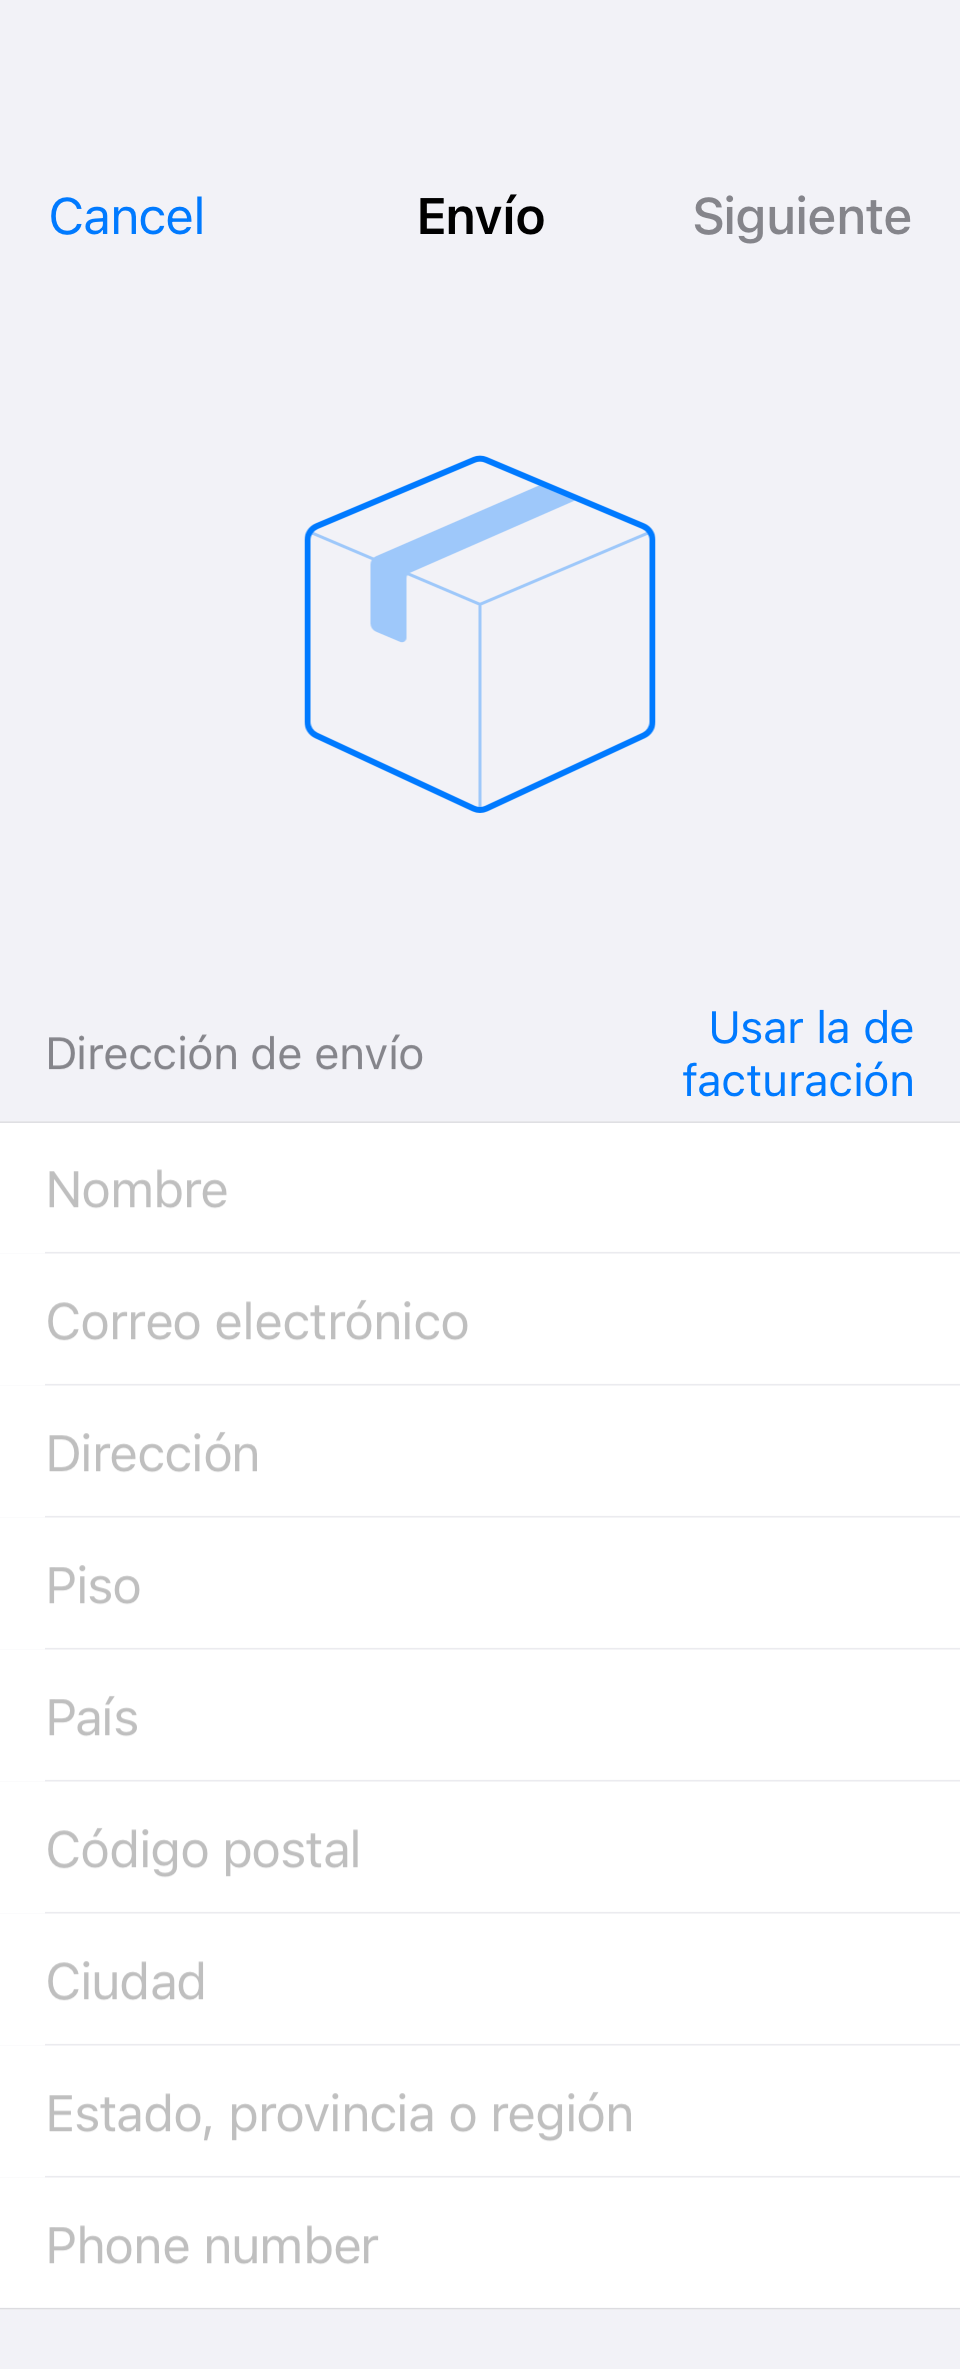 Cancel
Envío
Siguiente
Dirección de envío
Usar la de
facturación
Nombre
Correo electrónico
Dirección
Piso
País
Código postal
Ciudad
Estado, provincia o región
Phone number